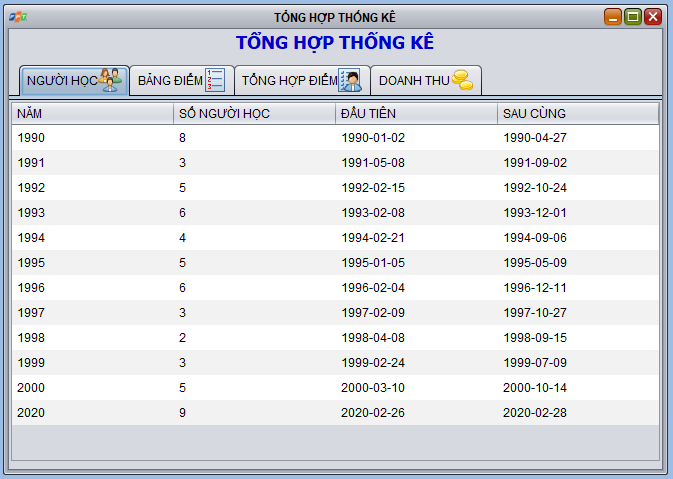 TỔNG HỢP THỐNG KÊ
TỔNG HỢP THỐNG KÊ
NGƯỜI HỌC BẢNG ĐIỂM TỔNG HỢP ĐIỂM DOANH THU
NĂM SỐ NGƯỜI HỌC ĐẦU TIÊN SAU CÙNG
1990 8 1990-01-02 1990-04-27
1991 3 1991-05-08 1991-09-02
1992 5 1992-02-15 1992-10-24
1993 6 1993-02-08 1993-12-01
1994 4 1994-02-21 1994-09-06
1995 5 1995-01-05 1995-05-09
1996 6 1996-02-04 1996-12-11
1997 3 1997-02-09 1997-10-27
1998 2 1998-04-08 1998-09-15
1999 3 1999-02-24 1999-07-09
2000 5 2000-03-10 2000-10-14
2020 9 2020-02-26 2020-02-28